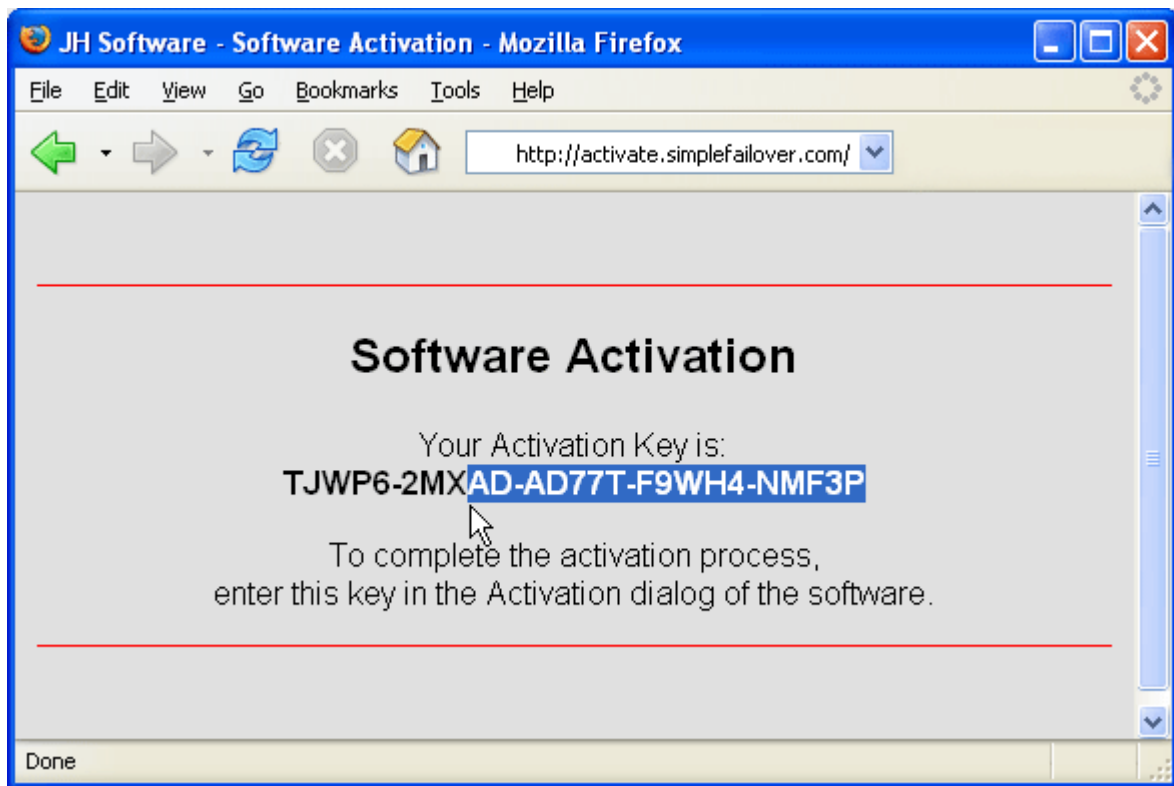 JH Software - Software Activation - Mozilla Firefox
File Edit View Go Bookmarks Tools Help
http://activate.simplefailover.com/
Software Activation
Your Activation Key is:
TJWP6-2MXAD-AD77T-F9WH4-NMF3P
To complete the activation process,
enter this key in the Activation dialog of the software.
Done